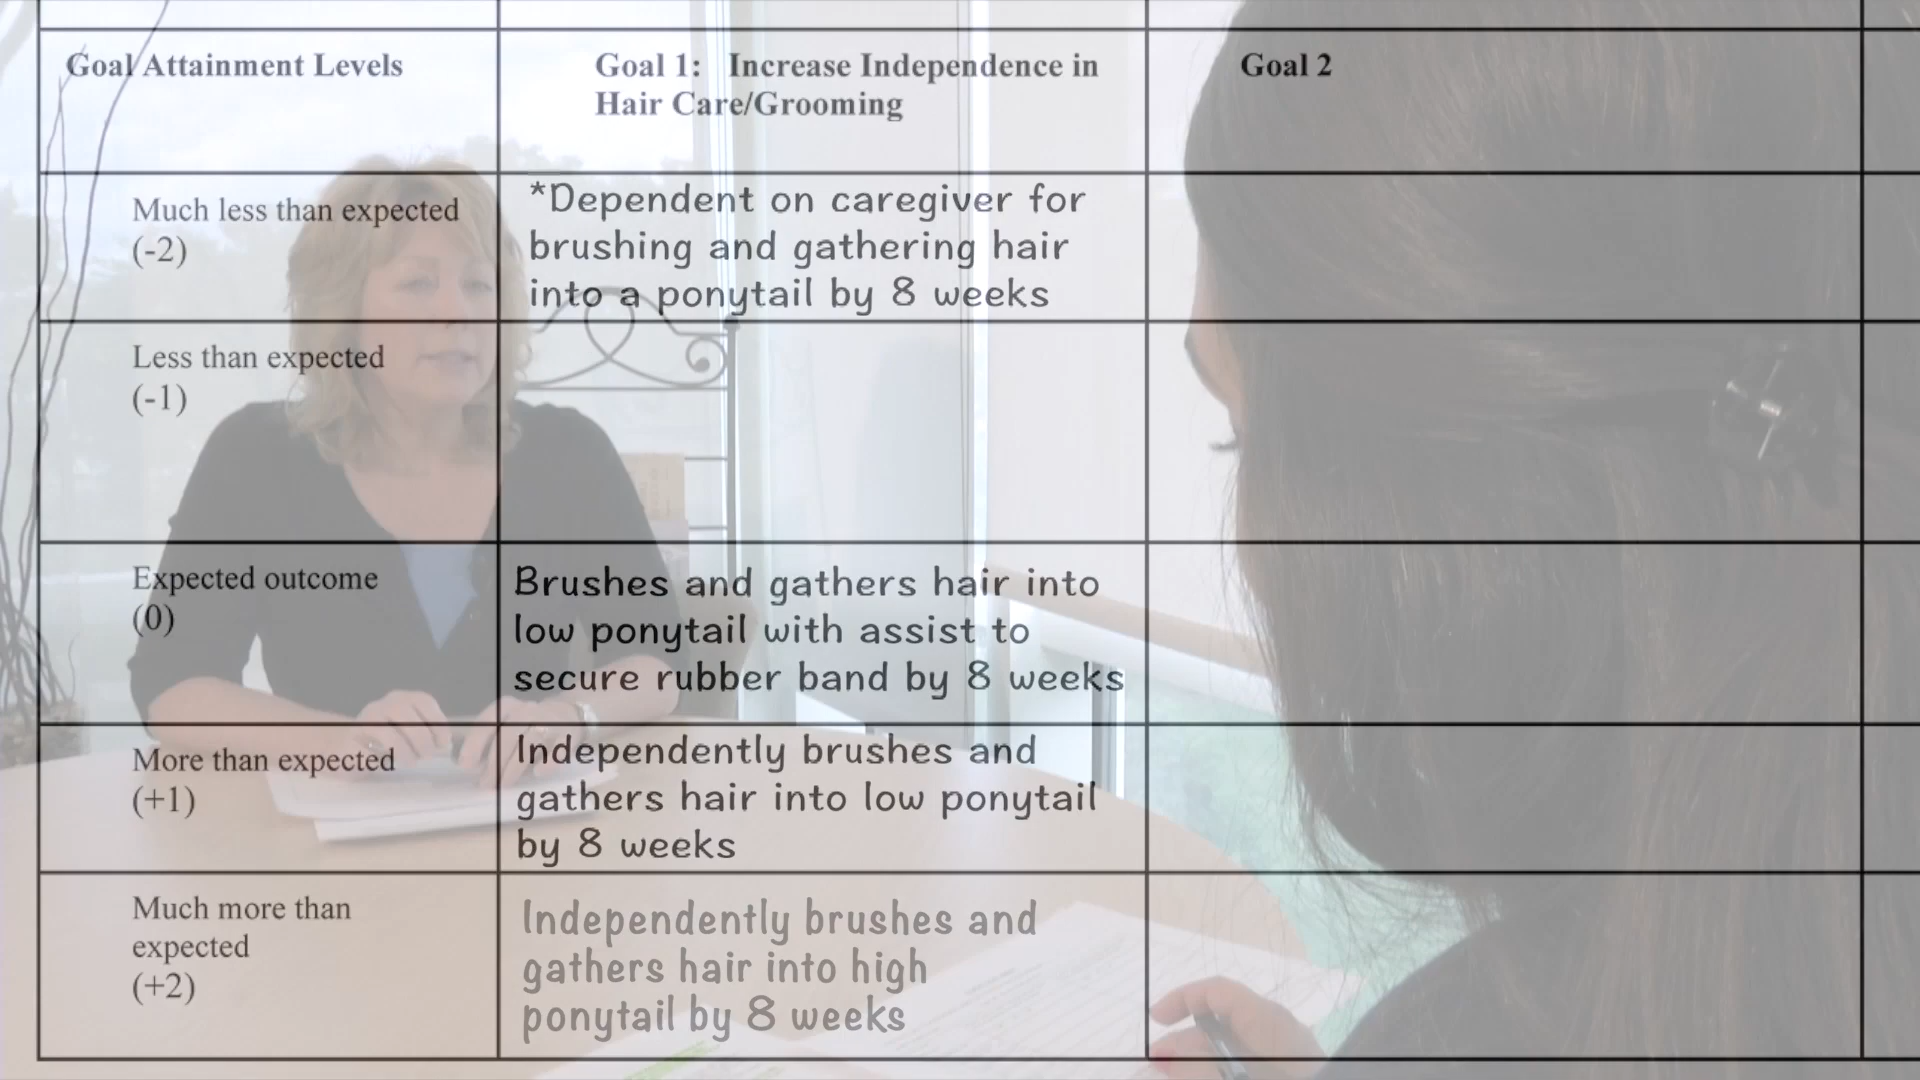 Goal Attainment Levels
Goal 1: Increase Independence in
Hair Care/Grooming
Goal 2
Much less than expected
(-2)
*Dependent on caregiver for
brushing and gathering hair
into a ponytail by 8 weeks
Less than expected
(-1)
Expected outcome
(0)
Brushes and gathers hair into
low ponytail with assist to
secure rubber band by 8 weeks
More than expected
(+1)
Independently brushes and
gathers hair into low ponytail
by 8 weeks
Much more than
expected
(+2)
Independently brushes and
gathers hair into high
ponytail by 8 weeks